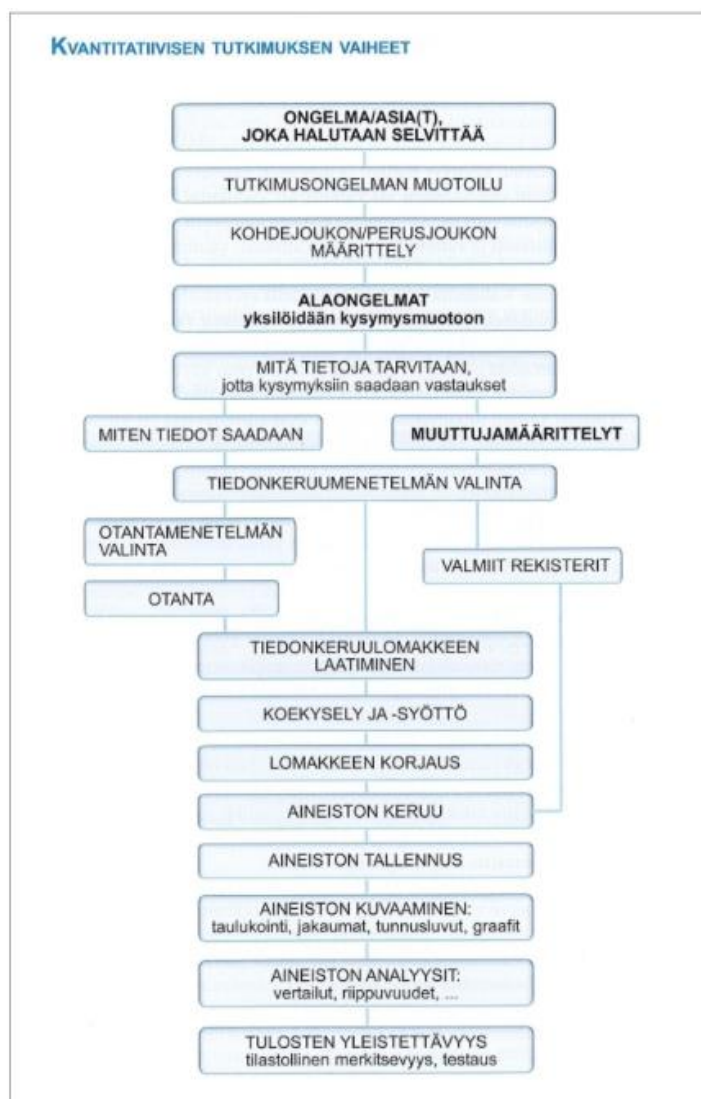 KVANTITATIIVISEN TUTKIMUKSEN VAIHEET
ONGELMA/ASIA(T),
JOKA HALUTAAN SELVITTÄÄ
TUTKIMUSONGELMAN MUOTOILU
KOHDEJOUKON/PERUSJOUKON
MÄÄRITTELY
ALAONGELMAT
yksilöidään kysymysmuotoon
MITÄ TIETOJA TARVITAAN,
jotta kysymyksiin saadaan vastaukset
MITEN TIEDOT SAADAAN
MUUTTUJAMÄÄRITTELYT
TIEDONKERUUMENETELMÄN VALINTA
OTANTAMENETELMÄN
VALINTA
VALMIIT REKISTERIT
OTANTA
TIEDONKERUULOMAKKEEN
LAATIMINEN
KOEKYSELY JA -SYÖTTÖ
LOMAKKEEN KORJAUS
AINEISTON KERUU
AINEISTON TALLENNUS
AINEISTON KUVAAMINEN:
taulukointi, jakaumat, tunnusluvut, graafit
AINEISTON ANALYYSIT:
vertailut, riippuvuudet, ...
TULOSTEN YLEISTETTÄVYYS
tilastollinen merkitsevyys, testaus